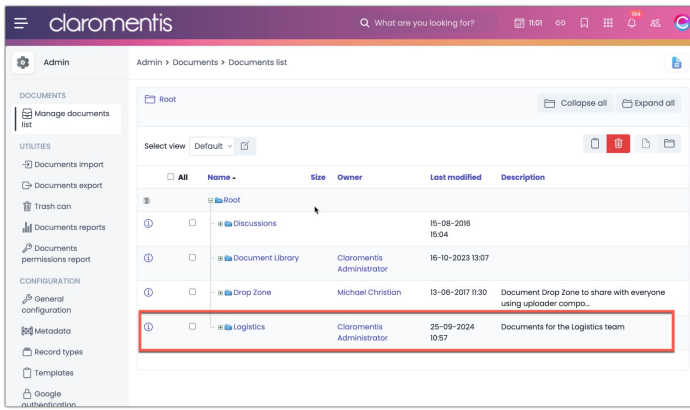 claromentis
What are you looking for?
11:01
164
Admin
Admin > Documents > Documents list
DOCUMENTS
Manage documents
list
UTILITIES
Documents import
Documents export
Trash can
Documents reports
Documents
permissions report
CONFIGURATION
General
configuration
Metadata
Record types
Templates
Google
authentication
Root
Collapse all
Expand all
Select view
Default
All
Name
Size
Owner
Last modified
Description
Root
Discussions
15-08-2016
15:04
Document Library
Claromentis
Administrator
16-10-2023 13:07
Drop Zone
Michael Christian
13-06-2017 11:30
Document Drop Zone to share with everyone
using uploader compo...
Logistics
Claromentis
Administrator
25-09-2024
10:57
Documents for the Logistics team